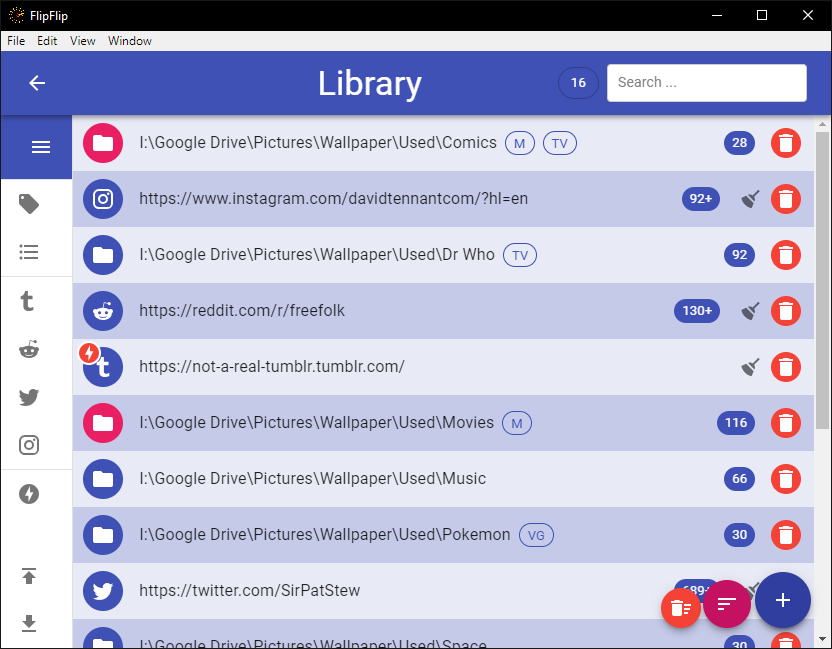 FlipFlip
File Edit View Window
Library 16 Search ...
I:\Google Drive\Pictures\Wallpaper\Used\Comics M TV 28
https://www.instagram.com/davidtennantcom/?hl=en 92+
I:\Google Drive\Pictures\Wallpaper\Used\Dr Who TV 92
https://reddit.com/r/freefolk 130+
https://not-a-real-tumblr.tumblr.com/
I:\Google Drive\Pictures\Wallpaper\Used\Movies M 116
I:\Google Drive\Pictures\Wallpaper\Used\Music 66
I:\Google Drive\Pictures\Wallpaper\Used\Pokemon VG 30
https://twitter.com/SirPatStew
I:\Google Drive\Pictures\Wallpaper\Used\Space 30